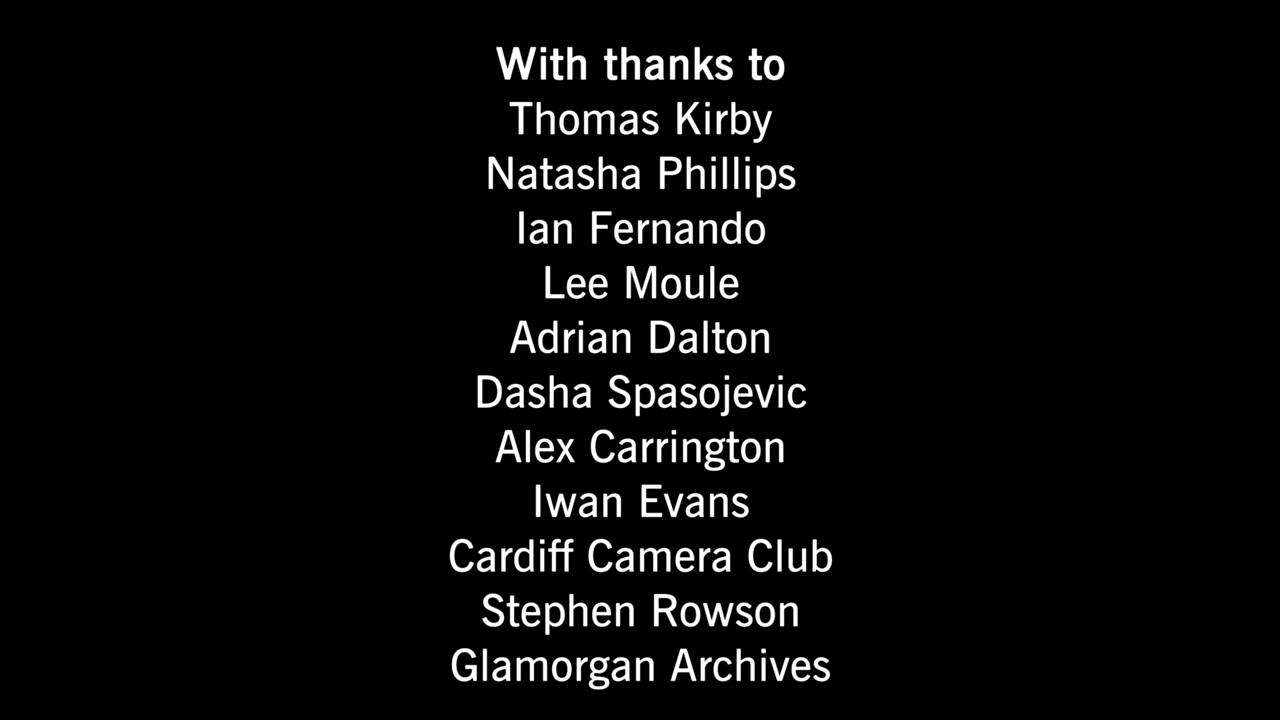 With thanks to
Thomas Kirby
Natasha Phillips
Ian Fernando
Lee Moule
Adrian Dalton
Dasha Spasojevic
Alex Carrington
Iwan Evans
Cardiff Camera Club
Stephen Rowson
Glamorgan Archives